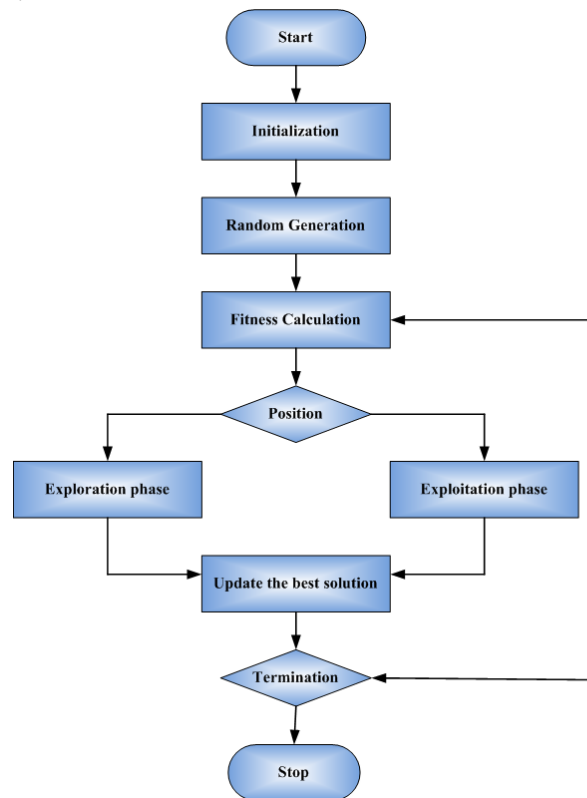 Start
Initialization
Random Generation
Fitness Calculation
Position
Exploration phase
Exploitation phase
Update the best solution
Termination
Stop